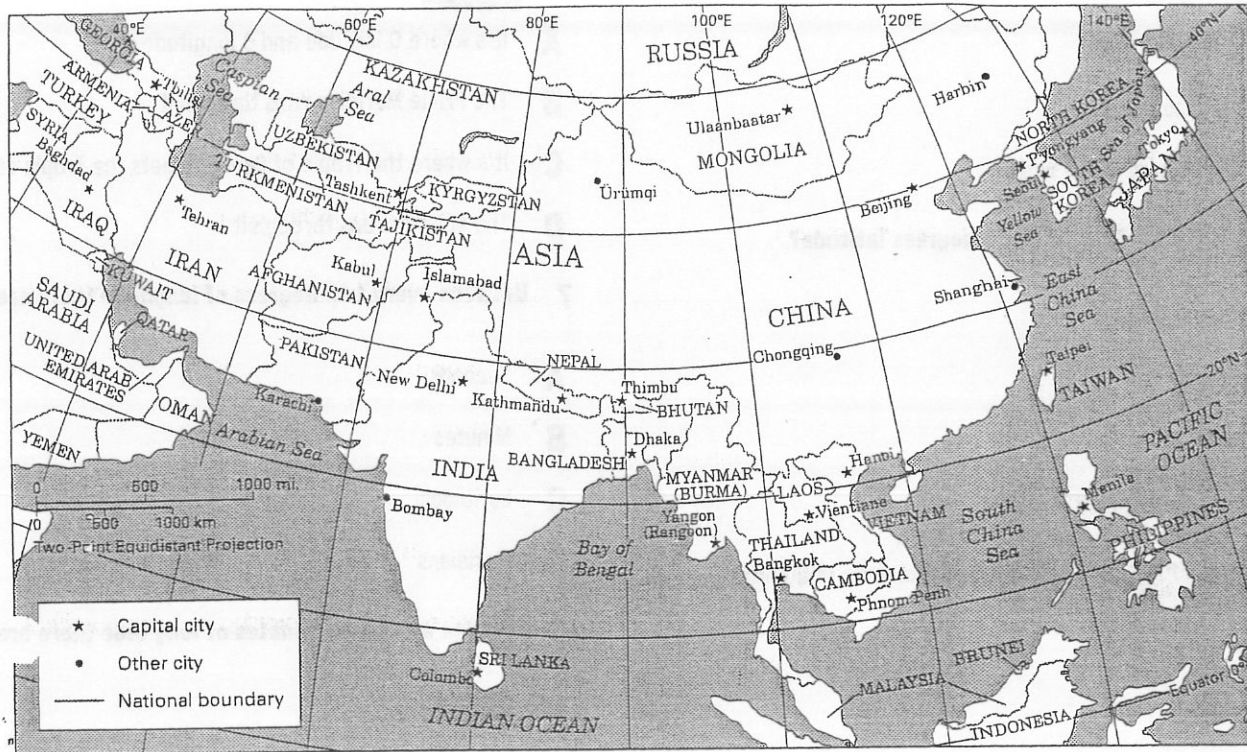 40°E
60°E
80°E
100°E
120°E
140°E
40°N
GEORGIA
Tbilisi
Caspian
Sea
KAZAKHSTAN
Aral
Sea
RUSSIA
Harbin
ARMENIA
TURKEY
AZER.
SYRIA
Baghdad
UZBEKISTAN
TURKMENISTAN
Tashkent
KYRGYZSTAN
TAJIKISTAN
Ulaanbaatar
MONGOLIA
Ürümqi
Beijing
NORTH KOREA
Pyongyang
Seoul
SOUTH
KOREA
Sea of Japan
Tokyo
JAPAN
Yellow
Sea
IRAQ
Tehran
IRAN
Kabul
AFGHANISTAN
Islamabad
ASIA
CHINA
Shanghai
East
China
Sea
KUWAIT
SAUDI
ARABIA
QATAR
UNITED ARAB
EMIRATES
OMAN
YEMEN
PAKISTAN
Karachi
Arabian Sea
New Delhi
NEPAL
Kathmandu
Thimbu
BHUTAN
Chongqing
Taipei
TAIWAN
20°N
PACIFIC
OCEAN
INDIA
Dhaka
BANGLADESH
MYANMAR
(BURMA)
LAOS
Hanoi
Bombay
Yangon
(Rangoon)
Vientiane
VIETNAM
THAILAND
Bangkok
CAMBODIA
Phnom Penh
Bay of
Bengal
South
China
Sea
Manila
PHILIPPINES
0 500 1000 mi.
0 500 1000 km
Two-Point Equidistant Projection
Capital city
Other city
National boundary
SRI LANKA
Colombo
INDIAN OCEAN
BRUNEI
MALAYSIA
INDONESIA
Equator 0°